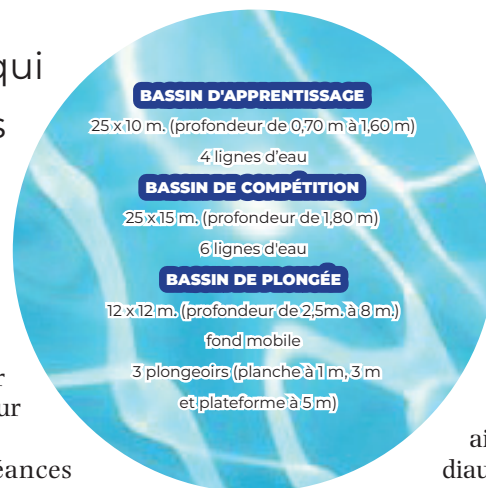 qui
s
BASSIN D'APPRENTISSAGE
25 x 10 m. (profondeur de 0,70 m à 1,60 m)
4 lignes d'eau
BASSIN DE COMPÉTITION
25 x 15 m. (profondeur de 1,80 m)
6 lignes d'eau
BASSIN DE PLONGÉE
12 x 12 m. (profondeur de 2,5m. à 8 m.)
fond mobile
3 plongeoirs (planche à 1 m, 3 m
et plateforme à 5 m)
r
ur
éances
ai
diau